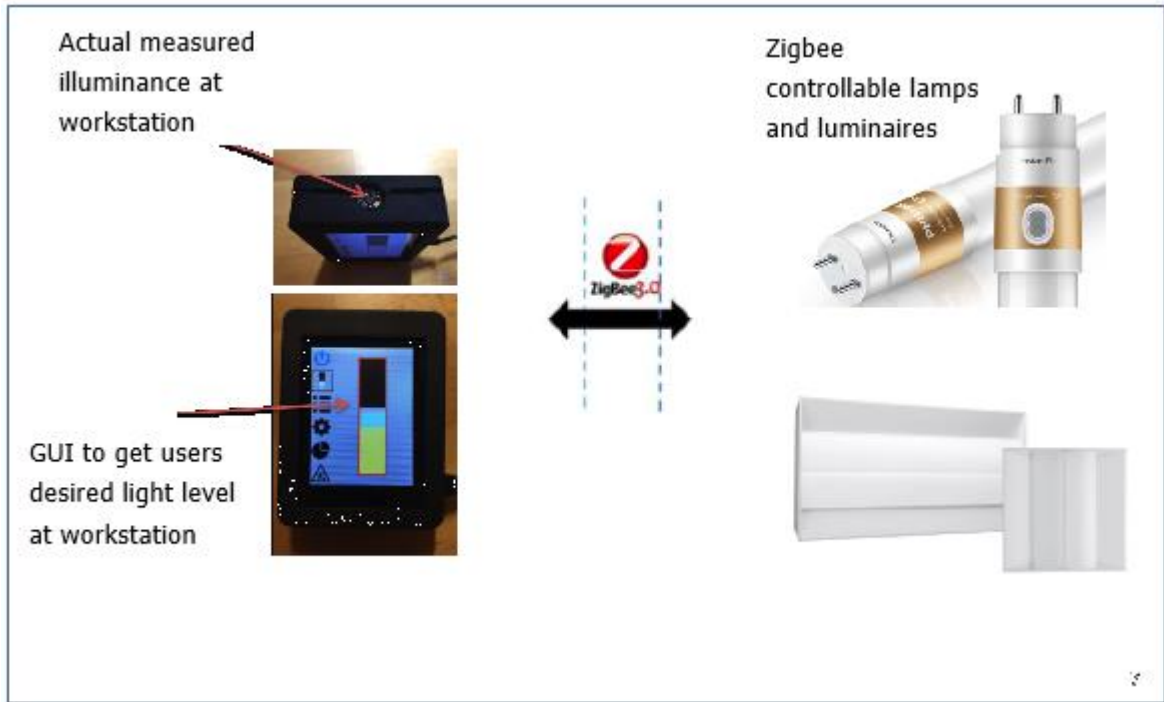 Actual measured
illuminance at
workstation
Zigbee
controllable lamps
and luminaires
ZigBee3.0
GUI to get users
desired light level
at workstation